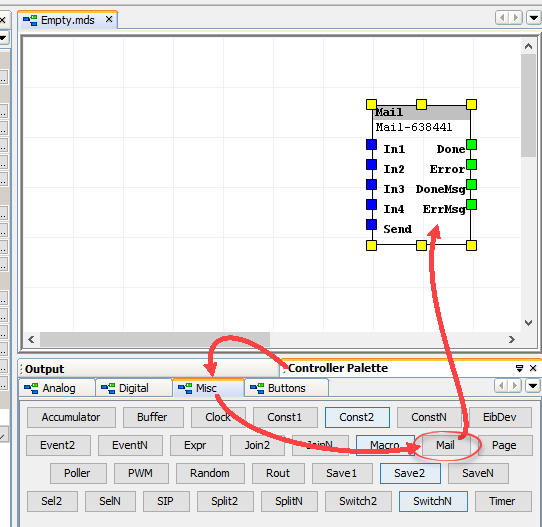 Empty.mds
Mail
Mail-638441
In1 Done
In2 Error
In3 DoneMsg
In4 ErrMsg
Send
Output Controller Palette
Analog Digital Misc Buttons
Accumulator Buffer Clock Const1 Const2 ConstN EibDev
Event2 EventN Expr Join2 JoinN Macro Mail Page
Poller PWM Random Rout Save1 Save2 SaveN
Sel2 SelN SIP Split2 SplitN Switch2 SwitchN Timer